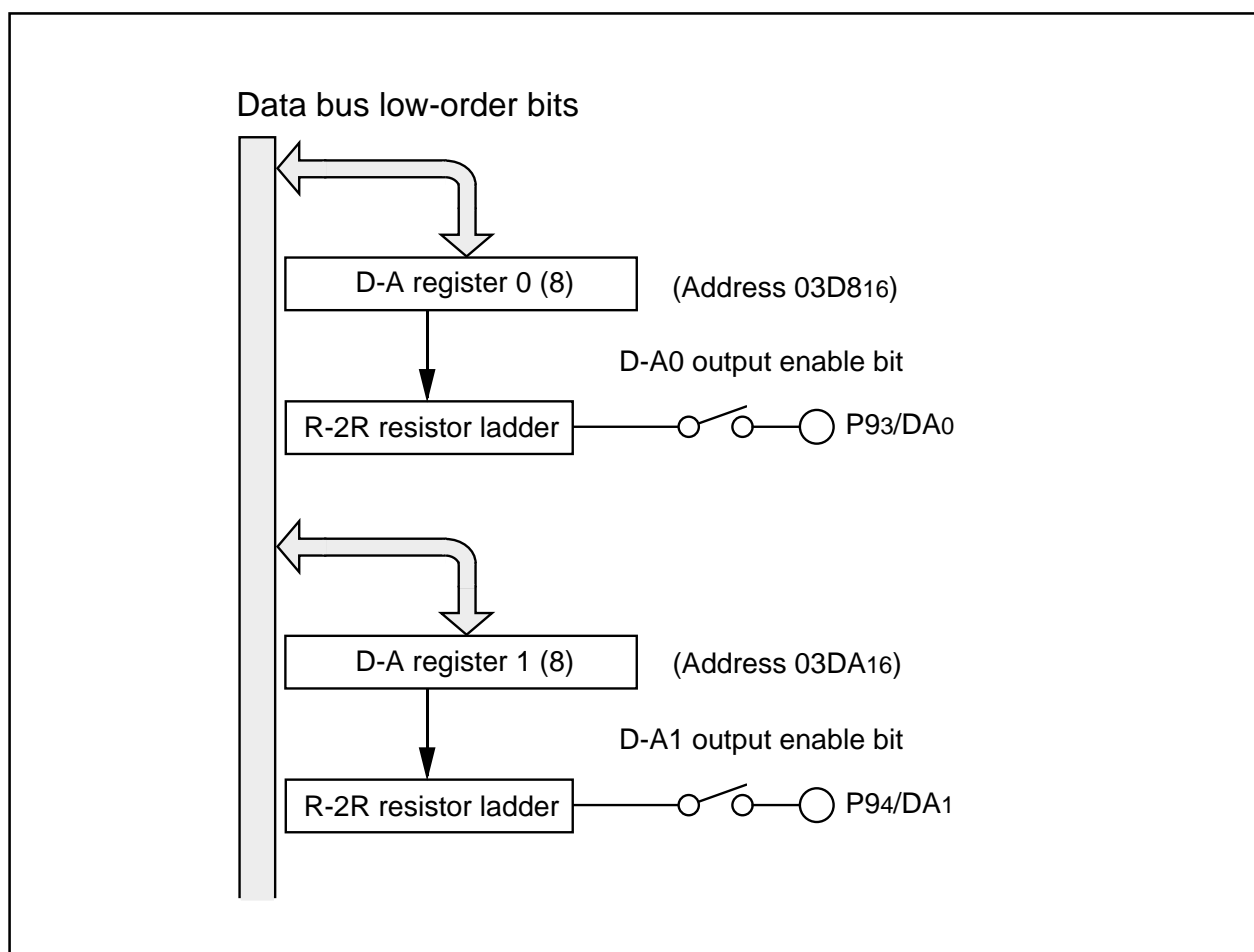 Data bus low-order bits
D-A register 0 (8)
(Address 03D816)
D-A0 output enable bit
R-2R resistor ladder
P93/DA0
D-A register 1 (8)
(Address 03DA16)
D-A1 output enable bit
R-2R resistor ladder
P94/DA1